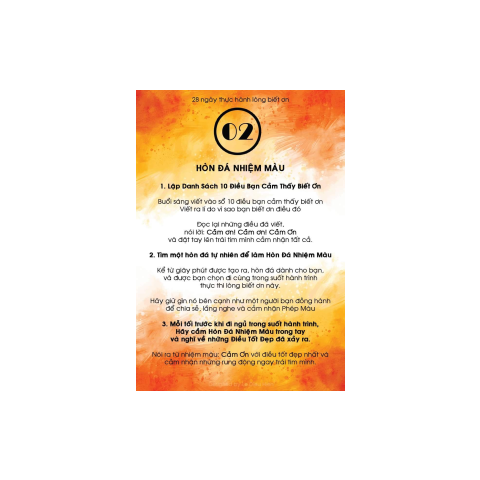 28 ngày thực hành lòng biết ơn
02
HÒN ĐÁ NHIỆM MÀU
1. Lập Danh Sách 10 Điều Bạn Cảm Thấy Biết Ơn
Buổi sáng viết vào sổ 10 điều bạn cảm thấy biết ơn
Viết ra lí do vì sao bạn biết ơn điều đó
Đọc lại những điều đã viết,
nói lời: Cảm ơn! Cảm ơn! Cảm Ơn
và đặt tay lên trái tim mình cảm nhận tất cả.
2. Tìm một hòn đá tự nhiên để làm Hòn Đá Nhiệm Màu
Kể từ giây phút được tạo ra, hòn đá dành cho bạn,
và được bạn chọn đi cùng trong suốt hành trình
thực thi lòng biết ơn này.
Hãy giữ gìn nó bên cạnh như một người bạn đồng hành
để chia sẻ, lắng nghe và cảm nhận Phép Màu
3. Mỗi tối trước khi đi ngủ trong suốt hành trình,
Hãy cầm Hòn Đá Nhiệm Màu trong tay
và nghĩ về những Điều Tốt Đẹp đã xảy ra.
Nói ra từ nhiệm màu: Cảm Ơn với điều tốt đẹp nhất và
cảm nhận những rung động ngay trái tim mình